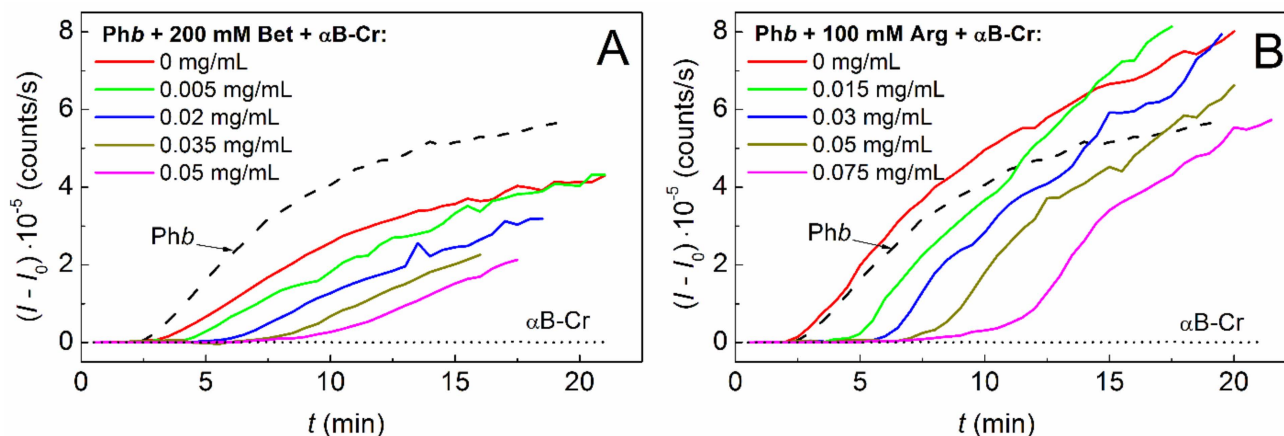 A
Phb + 200 mM Bet + αB-Cr:
0 mg/mL
0.005 mg/mL
0.02 mg/mL
0.035 mg/mL
0.05 mg/mL
Phb
αB-Cr
(I - I₀)·10⁻⁵ (counts/s)
8
6
4
2
0
0 5 10 15 20
t (min)
B
Phb + 100 mM Arg + αB-Cr:
0 mg/mL
0.015 mg/mL
0.03 mg/mL
0.05 mg/mL
0.075 mg/mL
Phb
αB-Cr
(I - I₀)·10⁻⁵ (counts/s)
8
6
4
2
0
0 5 10 15 20
t (min)